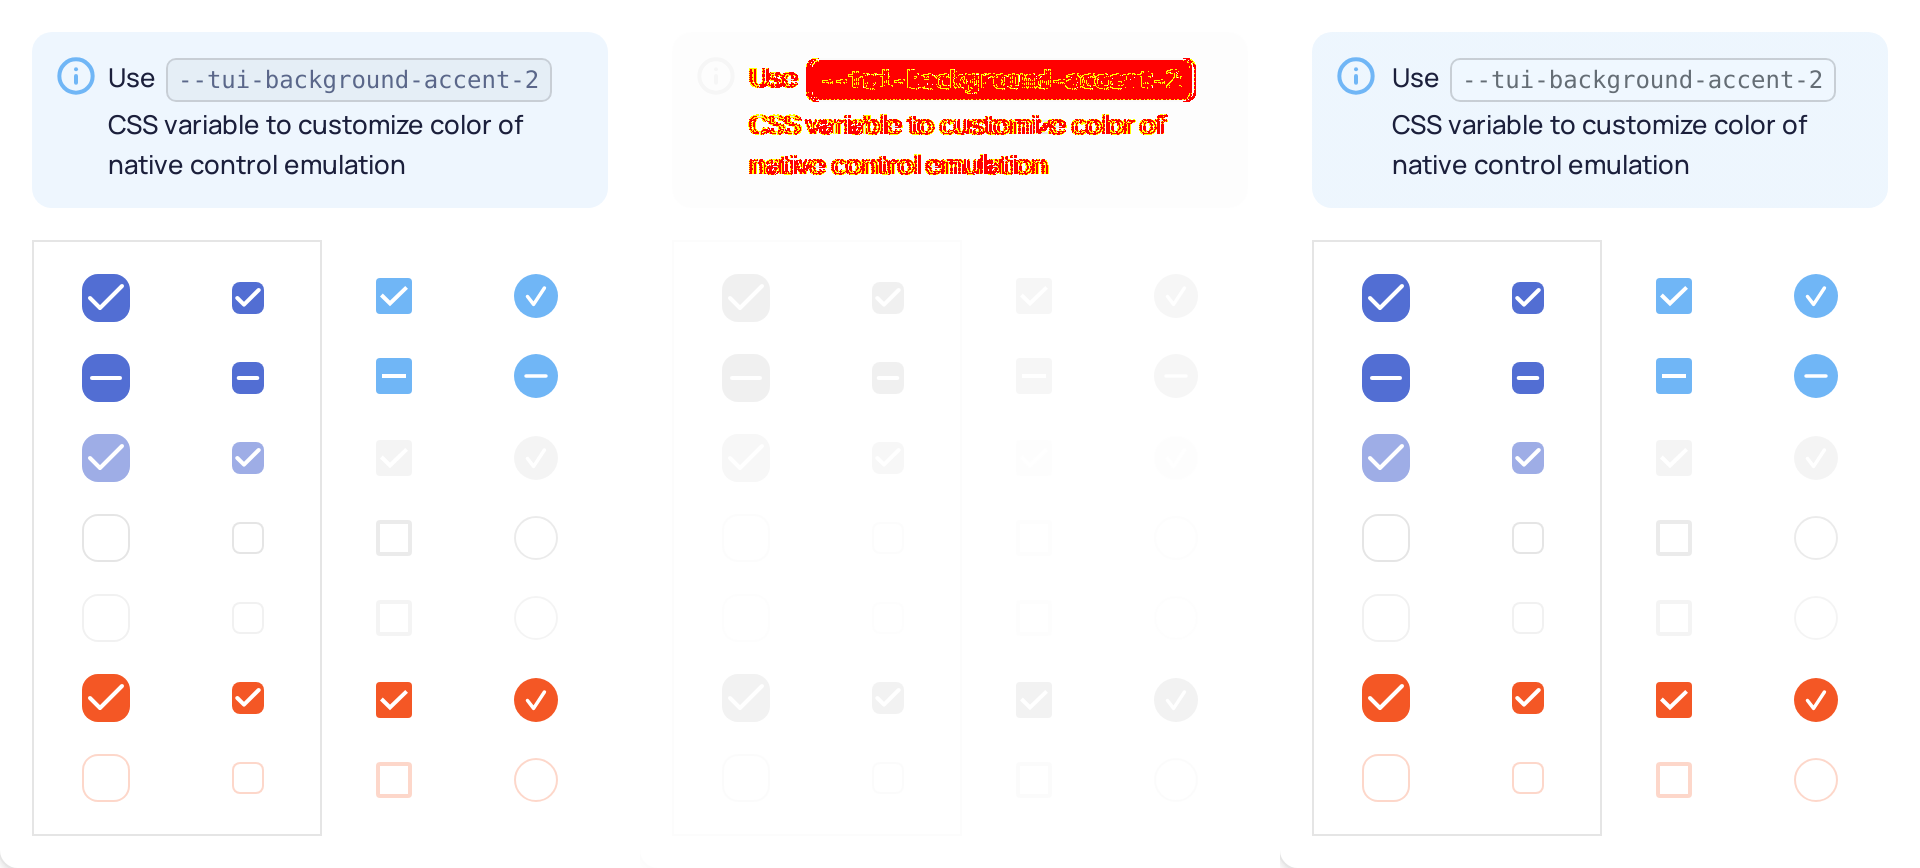 Use --tui-background-accent-2
CSS variable to customize color of
native control emulation
Use --tui-background-accent-2
CSS variable to customize color of
native control emulation
Use --tui-background-accent-2
CSS variable to customize color of
native control emulation